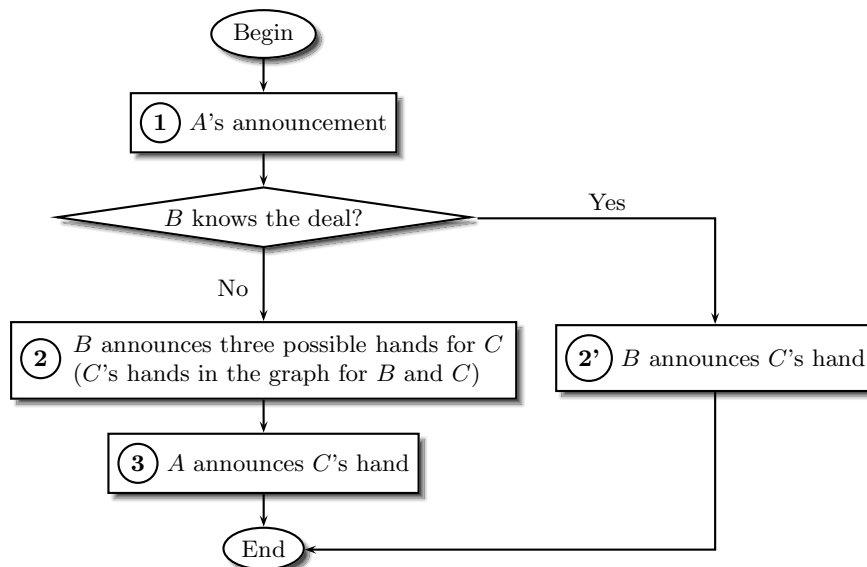 Begin
1 A's announcement
B knows the deal?
Yes
No
2 B announces three possible hands for C
(C's hands in the graph for B and C)
2' B announces C's hand
3 A announces C's hand
End